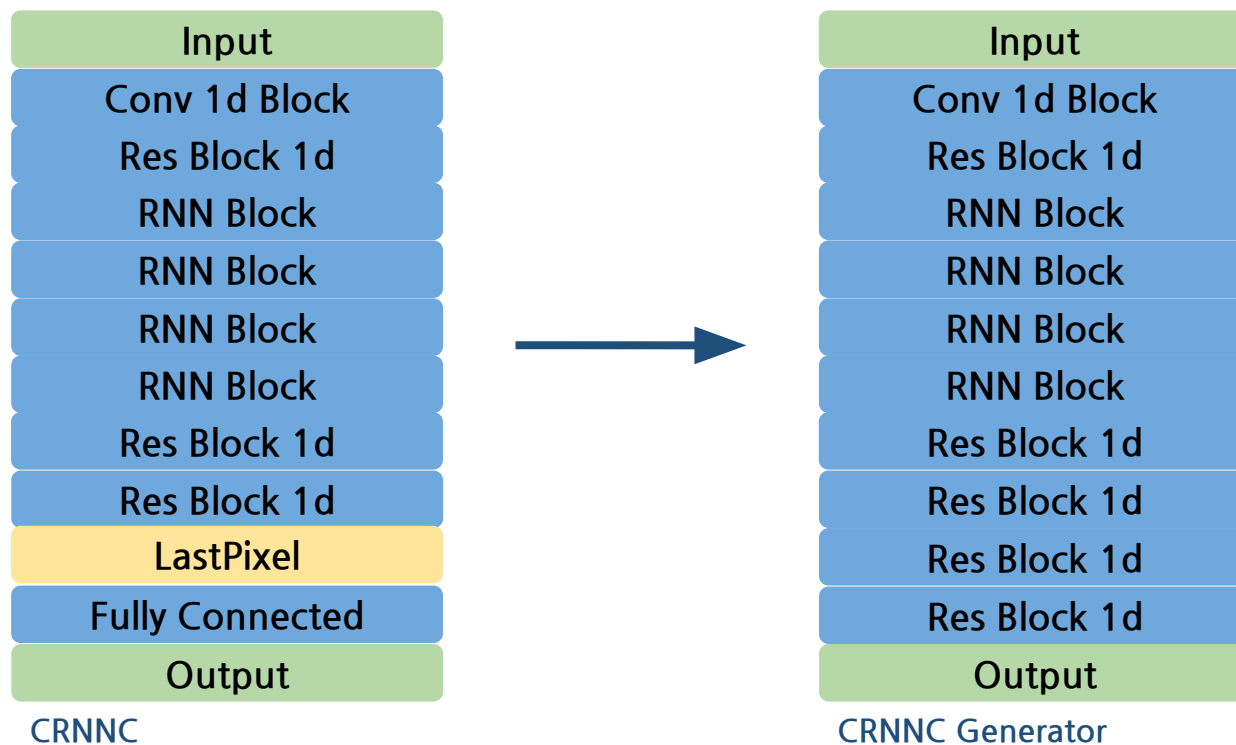 Input
Conv 1d Block
Res Block 1d
RNN Block
RNN Block
RNN Block
RNN Block
Res Block 1d
Res Block 1d
LastPixel
Fully Connected
Output
CRNNC
Input
Conv 1d Block
Res Block 1d
RNN Block
RNN Block
RNN Block
RNN Block
Res Block 1d
Res Block 1d
Res Block 1d
Res Block 1d
Output
CRNNC Generator